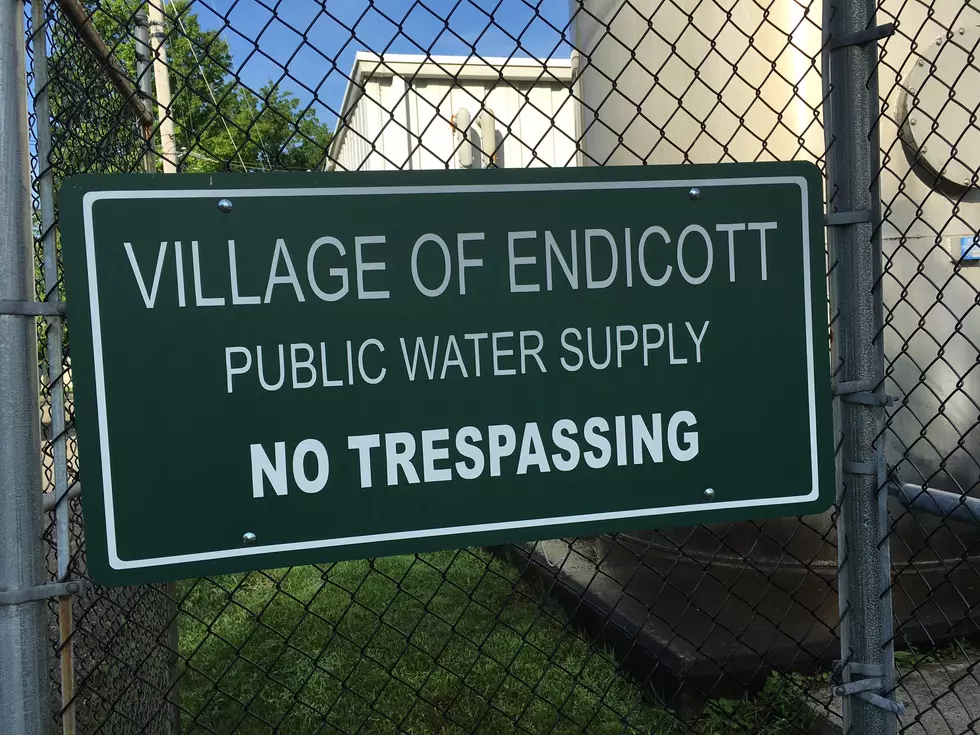 VILLAGE OF ENDICOTT
PUBLIC WATER SUPPLY
NO TRESPASSING